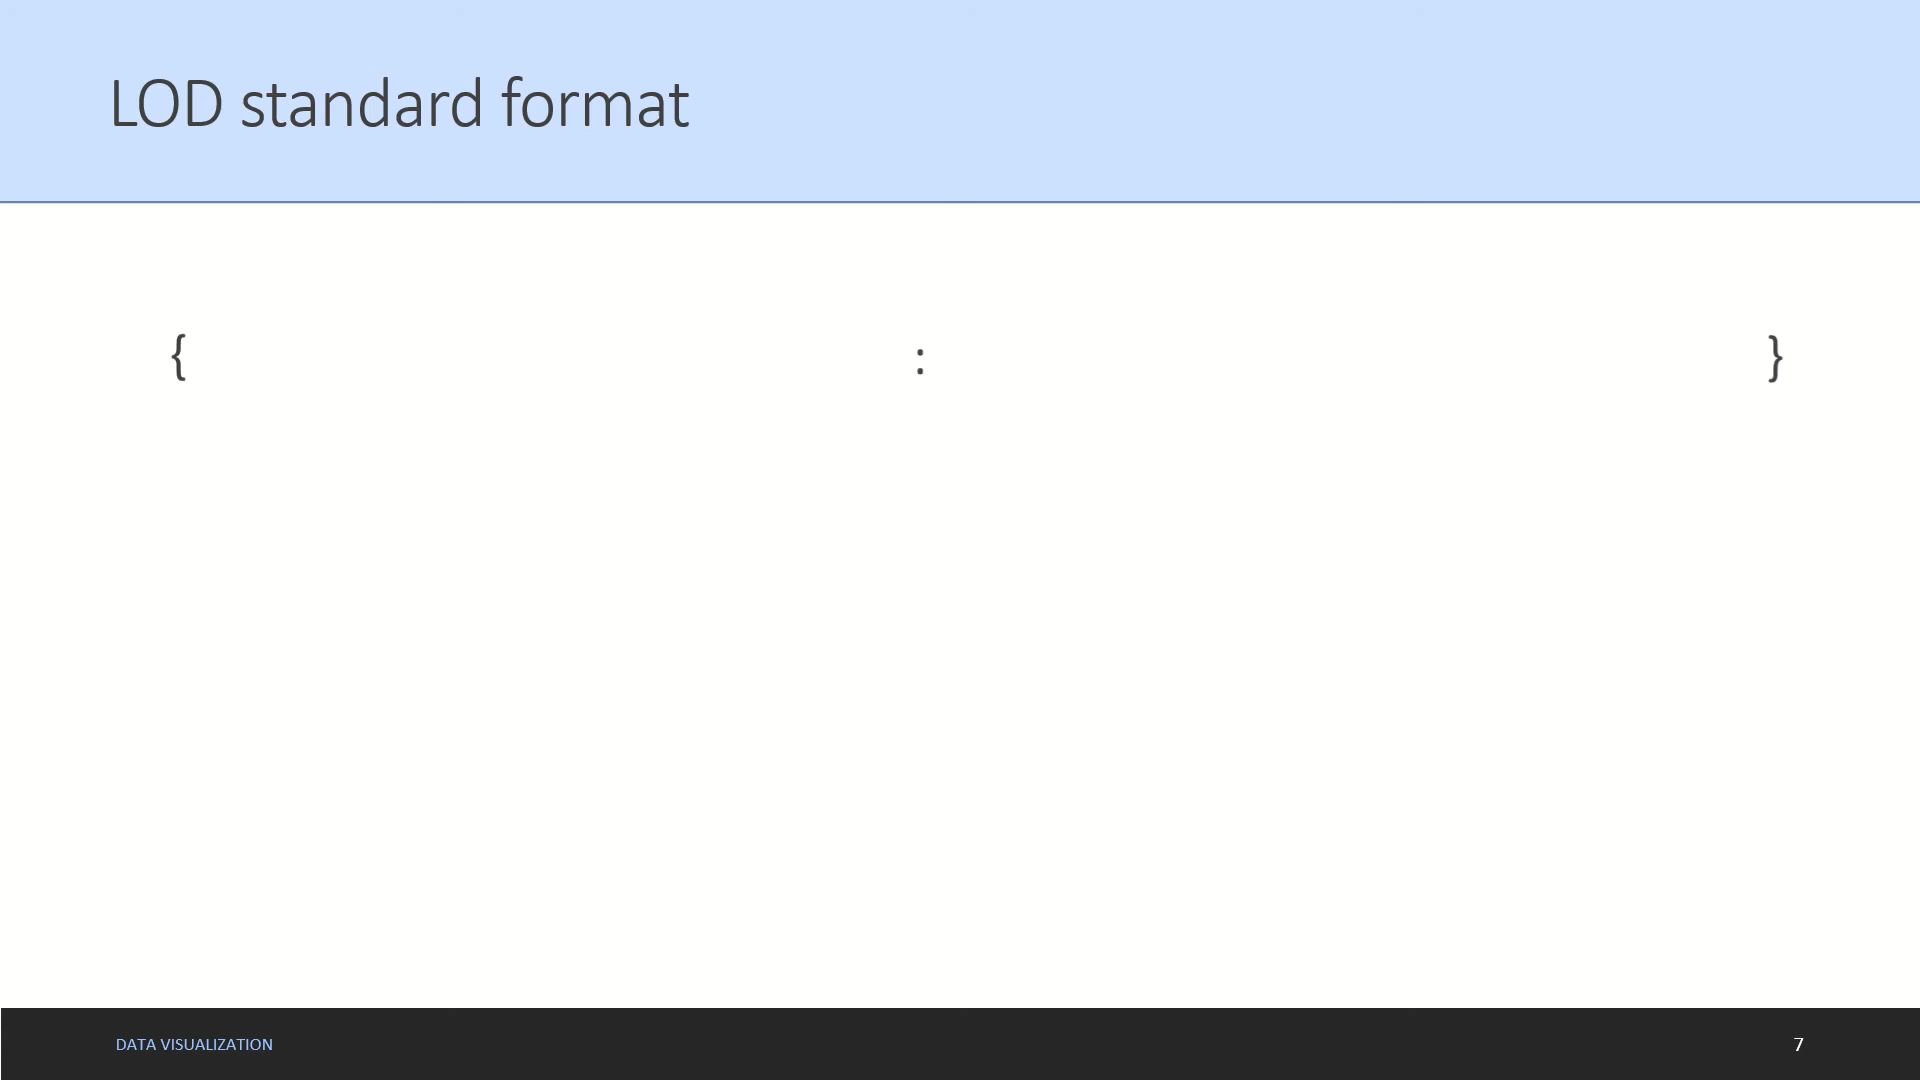 LOD standard format
{ : }
DATA VISUALIZATION
7